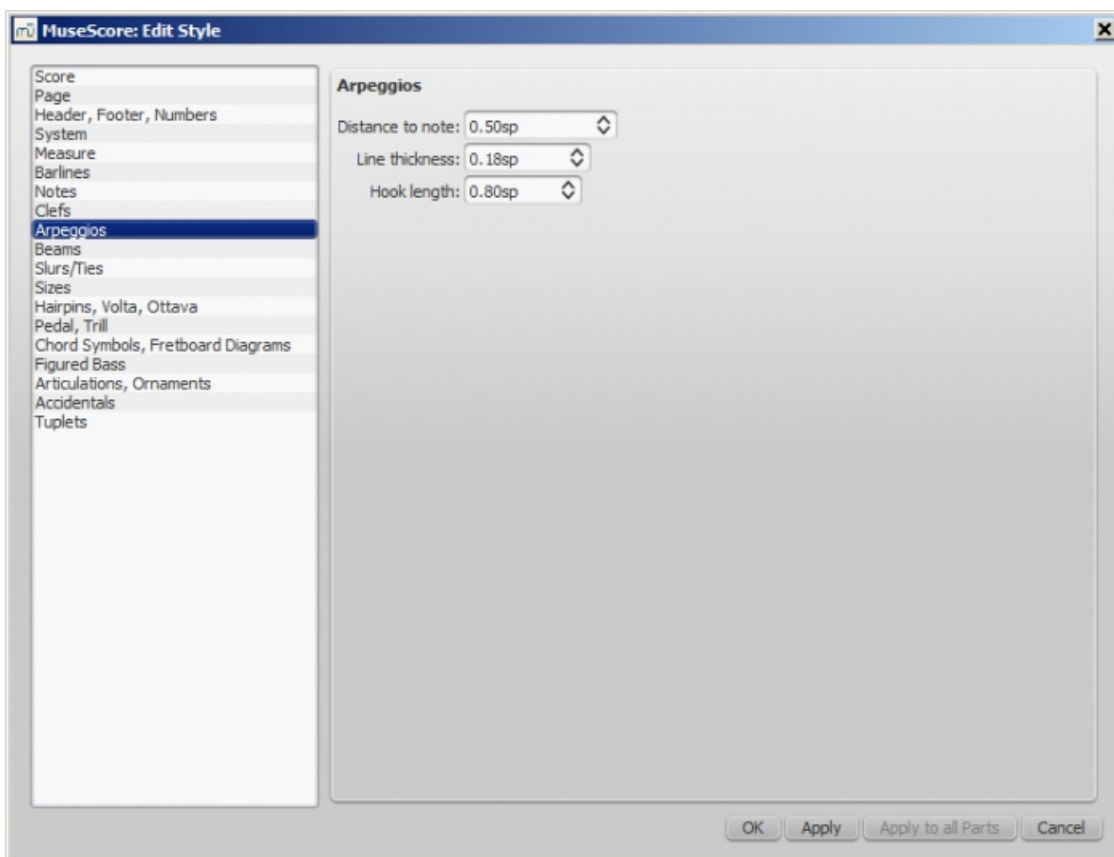 MuseScore: Edit Style
Score
Page
Header, Footer, Numbers
System
Measure
Barlines
Notes
Clefs
Arpeggios
Beams
Slurs/Ties
Sizes
Hairpins, Volta, Ottava
Pedal, Trill
Chord Symbols, Fretboard Diagrams
Figured Bass
Articulations, Ornaments
Accidentals
Tuplets
Arpeggios
Distance to note: 0.50sp
Line thickness: 0.18sp
Hook length: 0.80sp
OK Apply Apply to all Parts Cancel